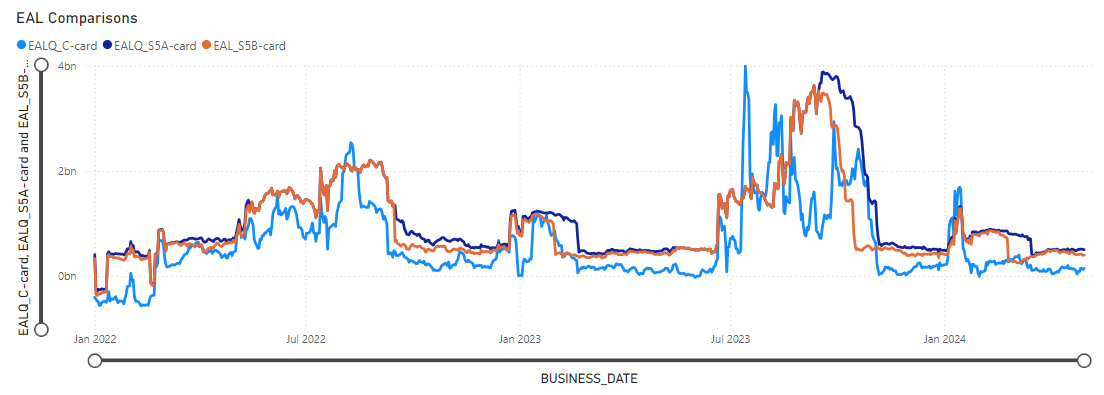 EAL Comparisons
EALQ_C-card EALQ_S5A-card EAL_S5B-card
EALQ_C-card, EALQ_S5A-card and EAL_S5B-...
4bn
2bn
0bn
Jan 2022 Jul 2022 Jan 2023 Jul 2023 Jan 2024
BUSINESS_DATE